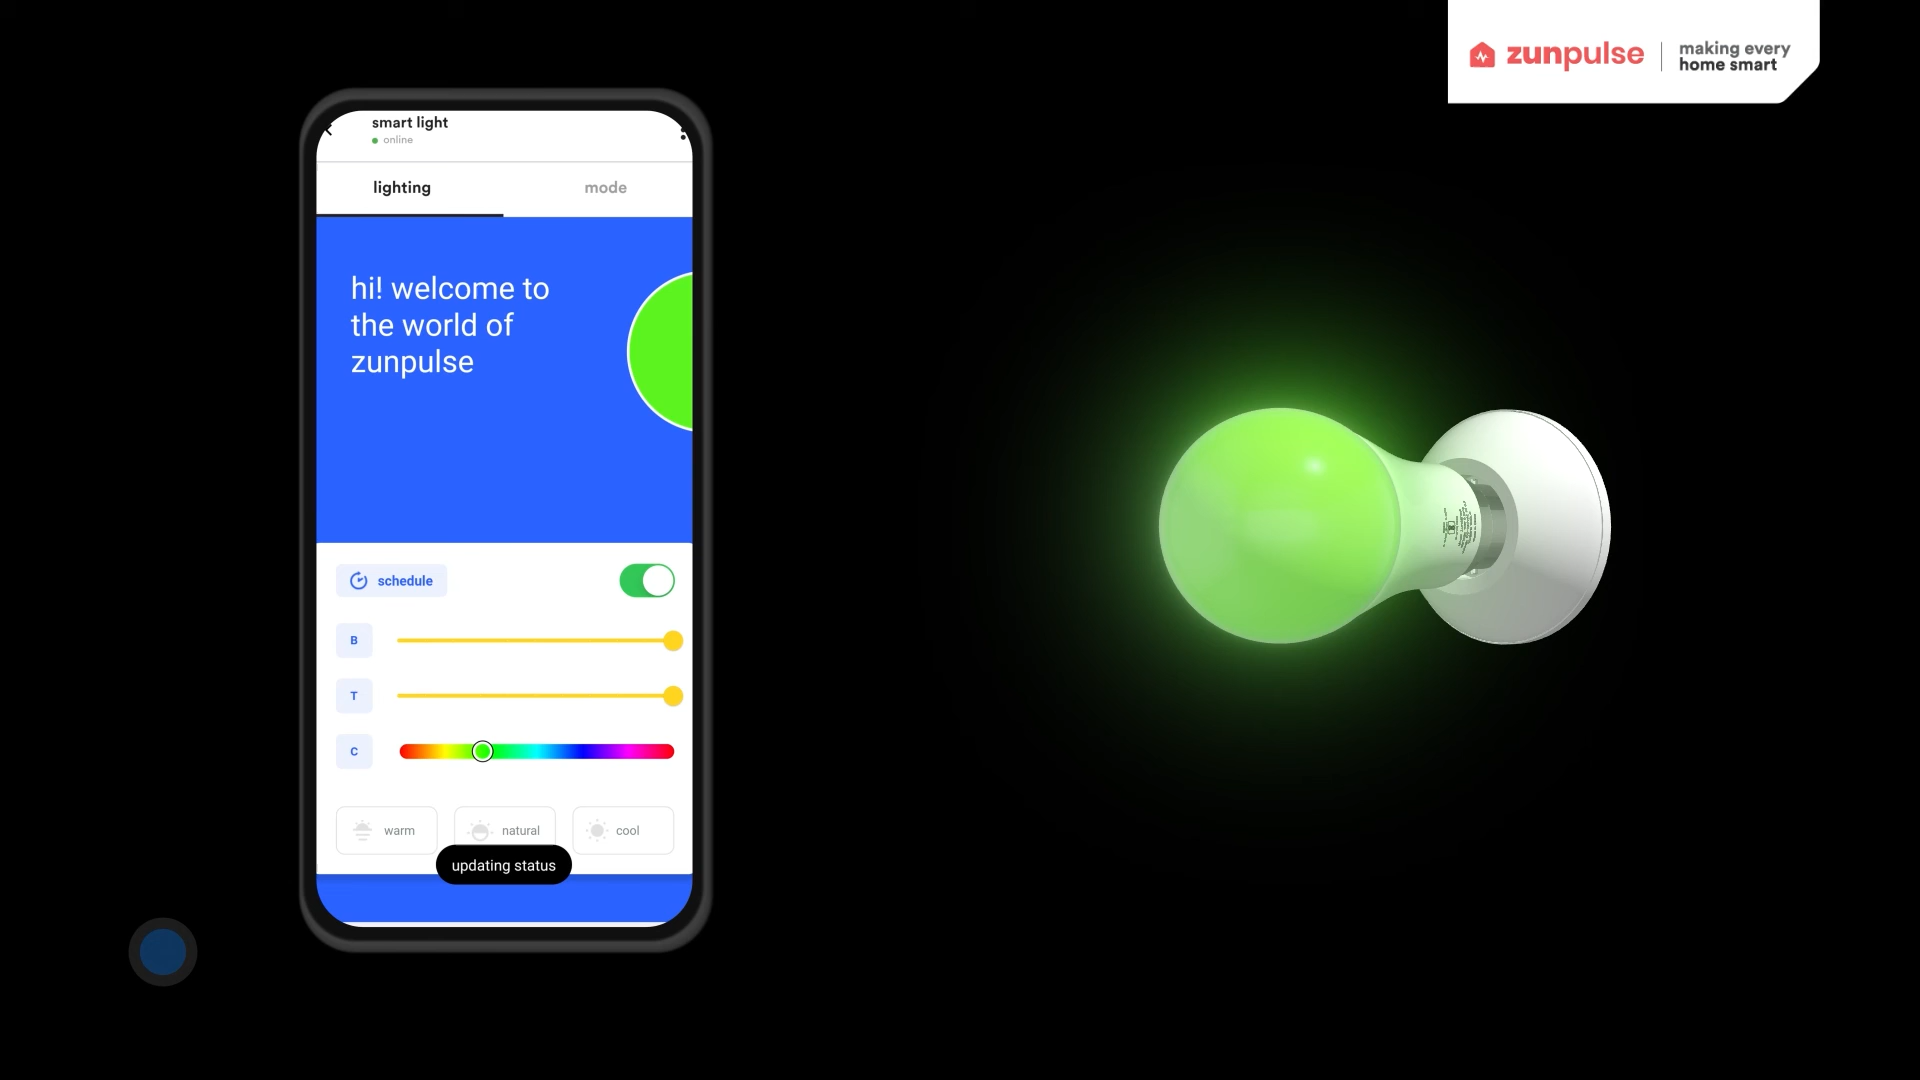 zunpulse
making every
home smart
smart light
online
lighting
mode
hi! welcome to
the world of
zunpulse
schedule
B
T
C
warm
natural
cool
updating status